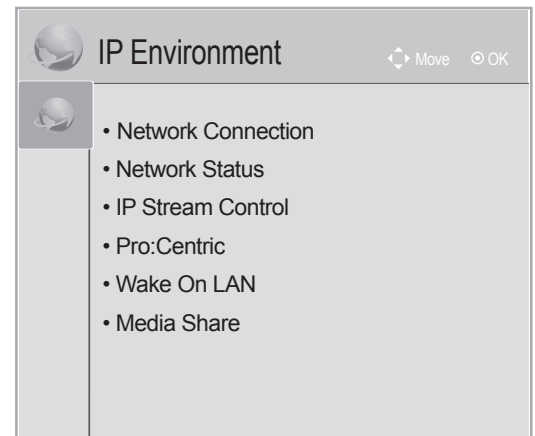 IP Environment
Move OK
• Network Connection
• Network Status
• IP Stream Control
• Pro:Centric
• Wake On LAN
• Media Share